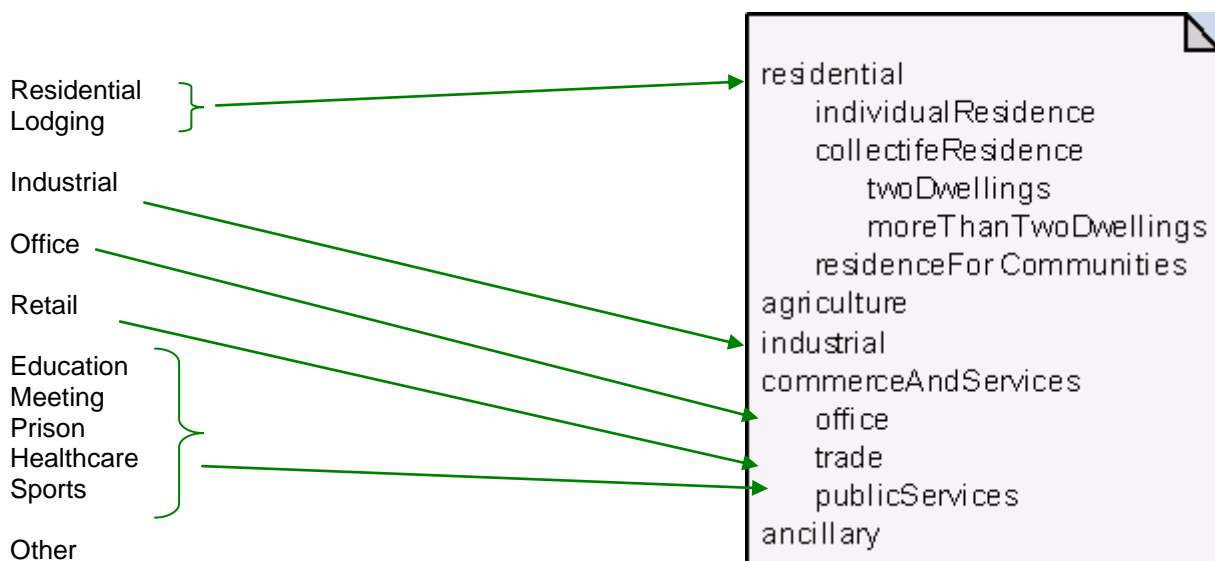 Residential
Lodging
Industrial
Office
Retail
Education
Meeting
Prison
Healthcare
Sports
Other
residential
individualResidence
collectifeResidence
twoDwellings
moreThanTwoDwellings
residenceFor Communities
agriculture
industrial
commerceAndServices
office
trade
publicServices
ancillary